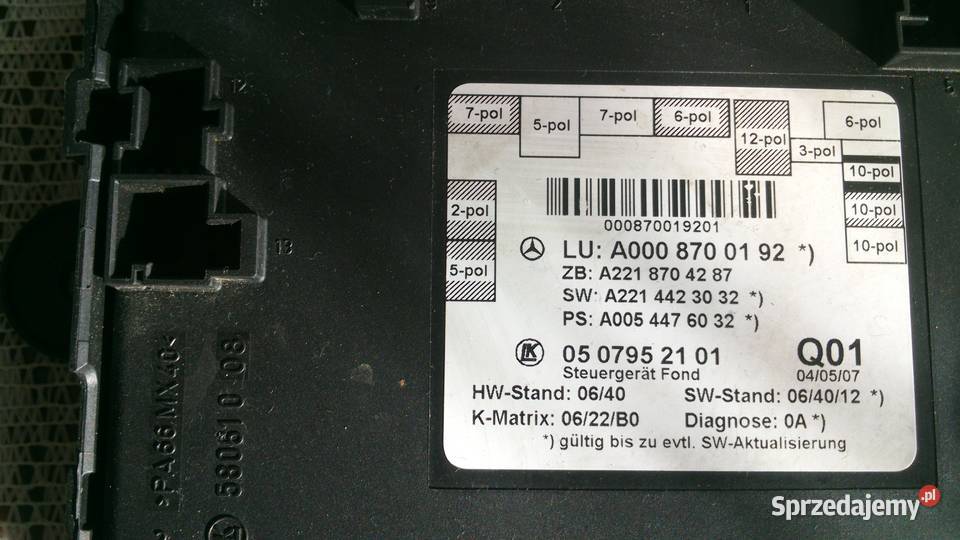 7-pol
5-pol
7-pol
6-pol
12-pol
3-pol
6-pol
10-pol
10-pol
10-pol
2-pol
5-pol
000870019201
LU: A000 870 01 92 *)
ZB: A221 870 42 87
SW: A221 442 30 32 *)
PS: A005 447 60 32 *)
05 0795 21 01 Q01
Steuergerät Fond 04/05/07
HW-Stand: 06/40 SW-Stand: 06/40/12 *)
K-Matrix: 06/22/B0 Diagnose: 0A *)
*) gültig bis zu evtl. SW-Aktualisierung
12
13
>PA66MX40<
58061 0 08
Sprzedajemy.pl